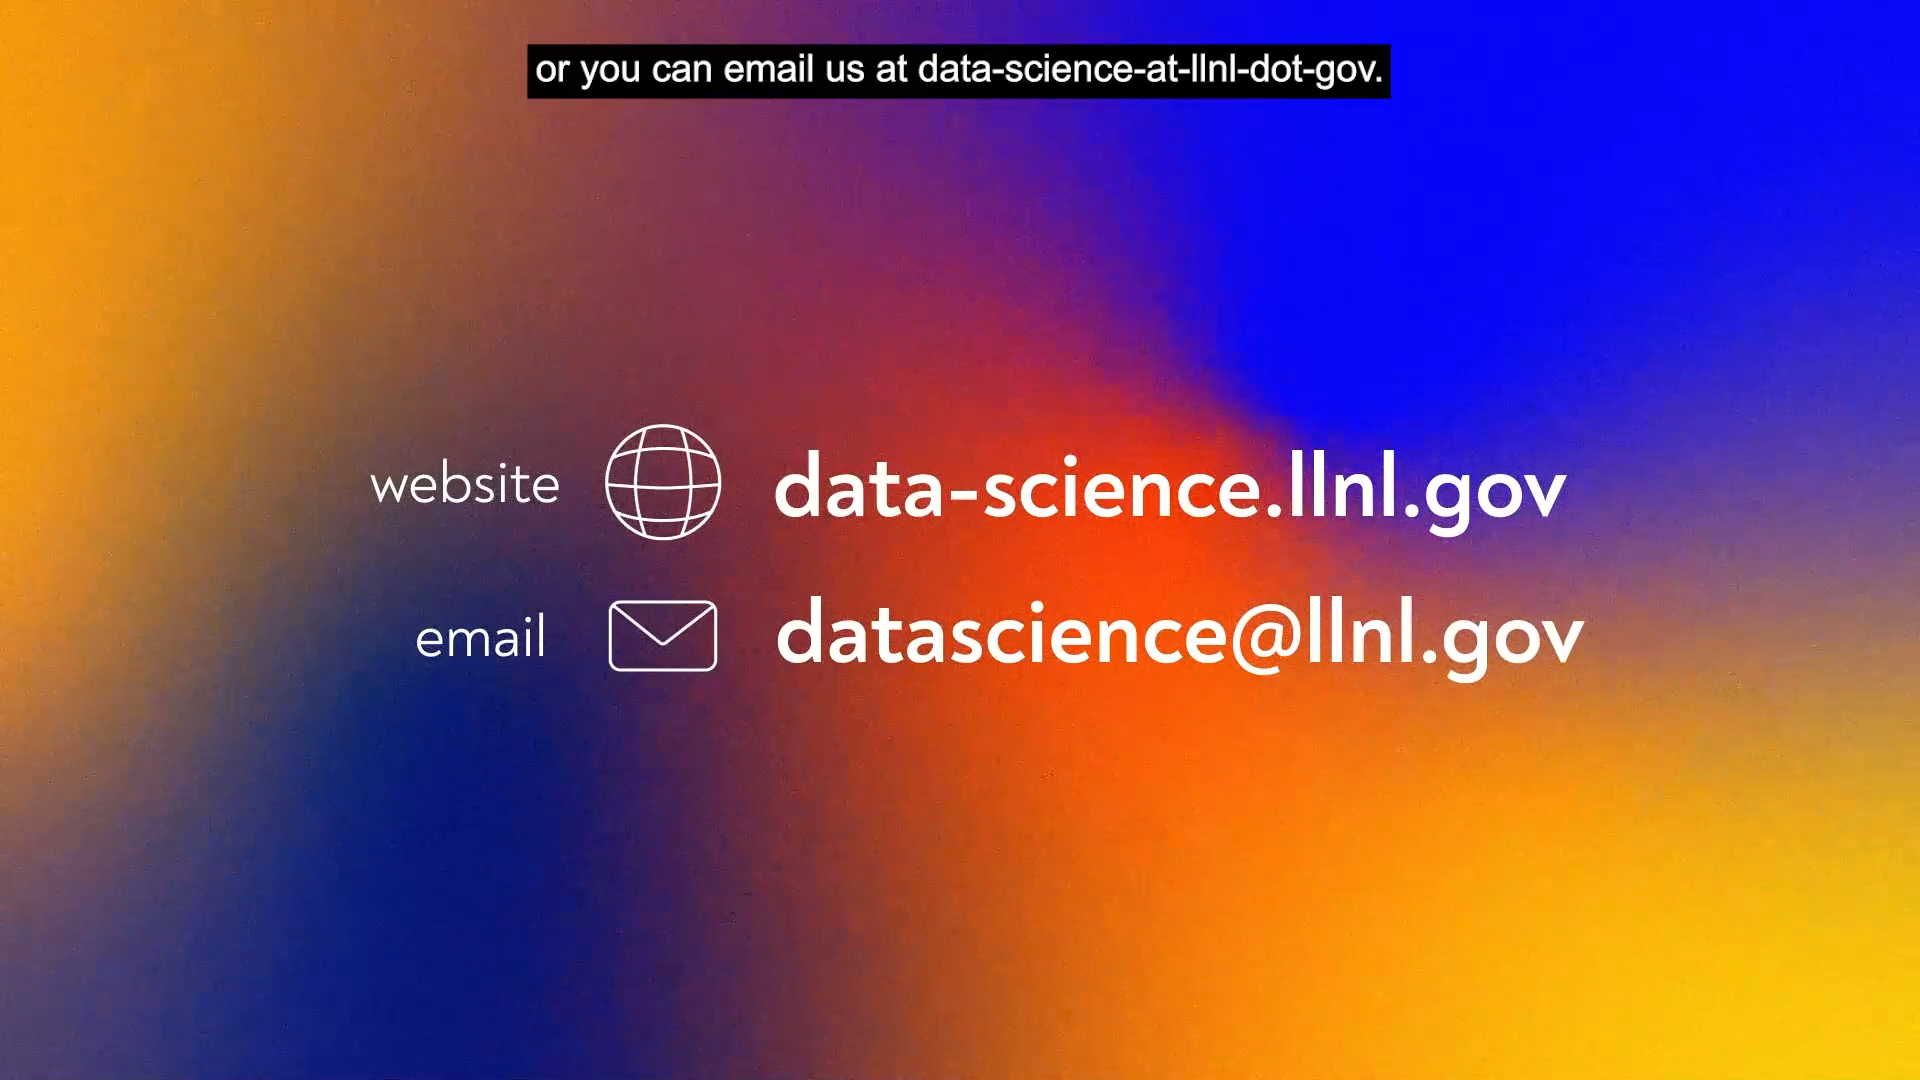 or you can email us at data-science-at-llnl-dot-gov.
website data-science.llnl.gov
email datascience@llnl.gov